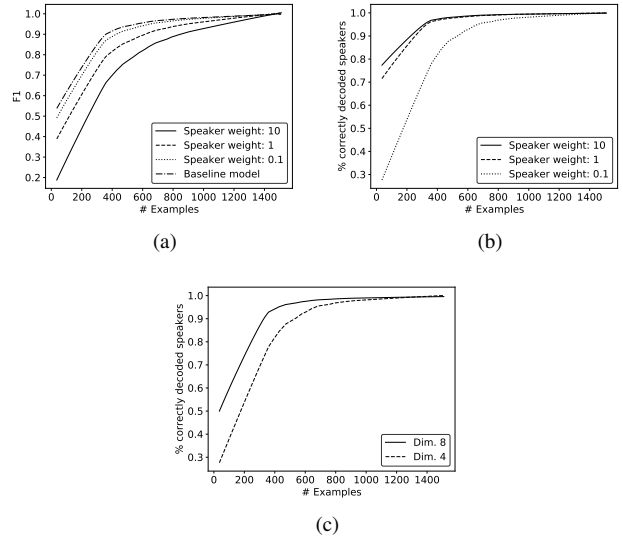 1.0
0.9
0.8
0.7
0.6
0.5
0.4
0.3
0.2
F1
0 200 400 600 800 1000 1200 1400
# Examples
Speaker weight: 10
Speaker weight: 1
Speaker weight: 0.1
Baseline model
(a)
1.0
0.9
0.8
0.7
0.6
0.5
0.4
0.3
% correctly decoded speakers
0 200 400 600 800 1000 1200 1400
# Examples
Speaker weight: 10
Speaker weight: 1
Speaker weight: 0.1
(b)
1.0
0.9
0.8
0.7
0.6
0.5
0.4
0.3
% correctly decoded speakers
0 200 400 600 800 1000 1200 1400
# Examples
Dim. 8
Dim. 4
(c)